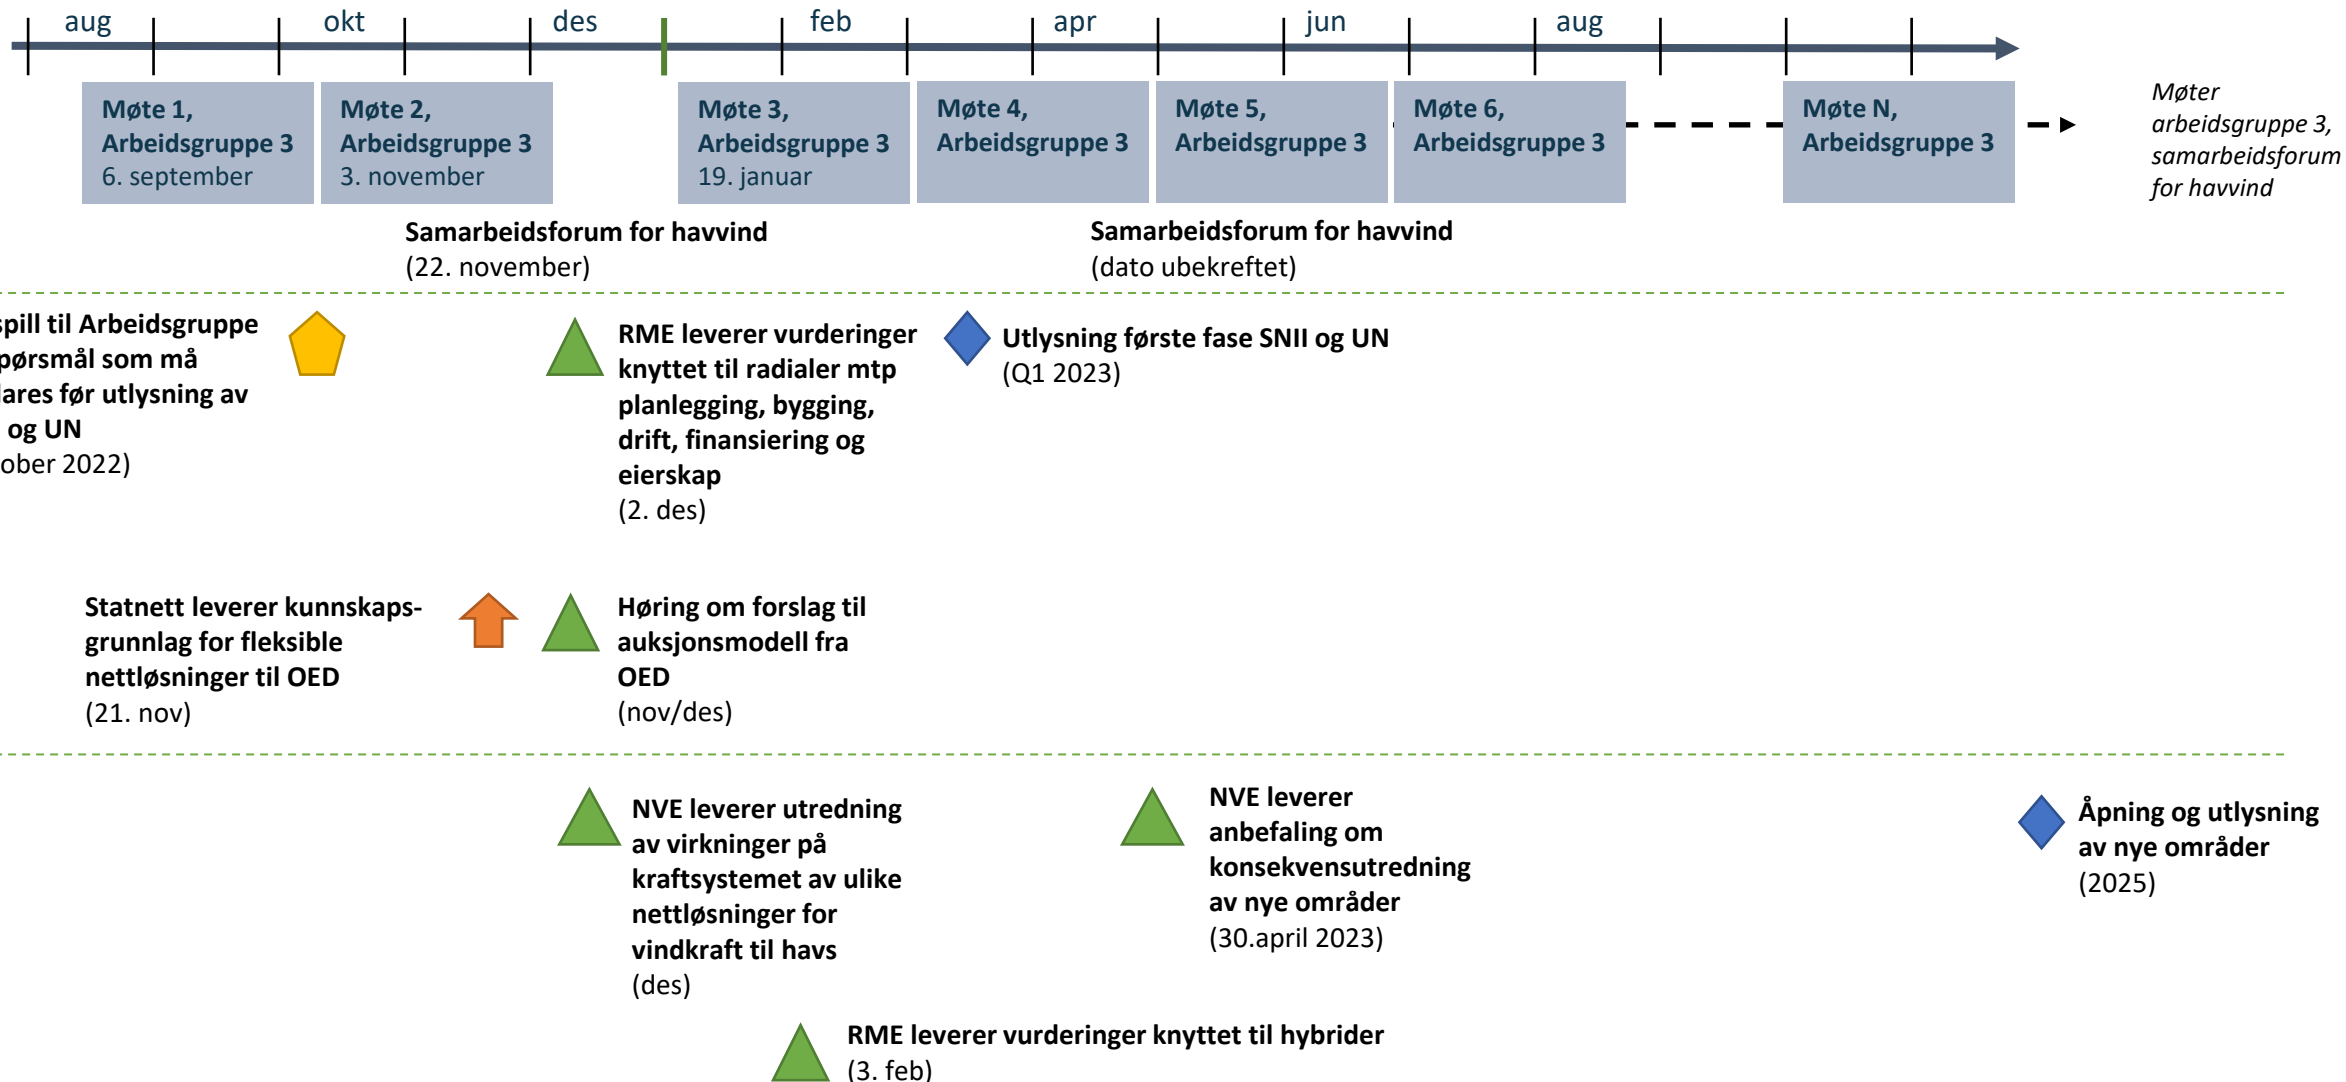 aug okt des feb apr jun aug
Møte 1,
Arbeidsgruppe 3
6. september
Møte 2,
Arbeidsgruppe 3
3. november
Møte 3,
Arbeidsgruppe 3
19. januar
Møte 4,
Arbeidsgruppe 3
Møte 5,
Arbeidsgruppe 3
Møte 6,
Arbeidsgruppe 3
Møte N,
Arbeidsgruppe 3
Møter
arbeidsgruppe 3,
samarbeidsforum
for havvind
Samarbeidsforum for havvind
(22. november)
Samarbeidsforum for havvind
(dato ubekreftet)
spill til Arbeidsgruppe
pørsmål som må
lares før utlysning av
og UN
ober 2022)
RME leverer vurderinger
knyttet til radialer mtp
planlegging, bygging,
drift, finansiering og
eierskap
(2. des)
Utlysning første fase SNII og UN
(Q1 2023)
Statnett leverer kunnskaps-
grunnlag for fleksible
nettløsninger til OED
(21. nov)
Høring om forslag til
auksjonsmodell fra
OED
(nov/des)
NVE leverer utredning
av virkninger på
kraftsystemet av ulike
nettløsninger for
vindkraft til havs
(des)
NVE leverer
anbefaling om
konsekvensutredning
av nye områder
(30.april 2023)
Åpning og utlysning
av nye områder
(2025)
RME leverer vurderinger knyttet til hybrider
(3. feb)